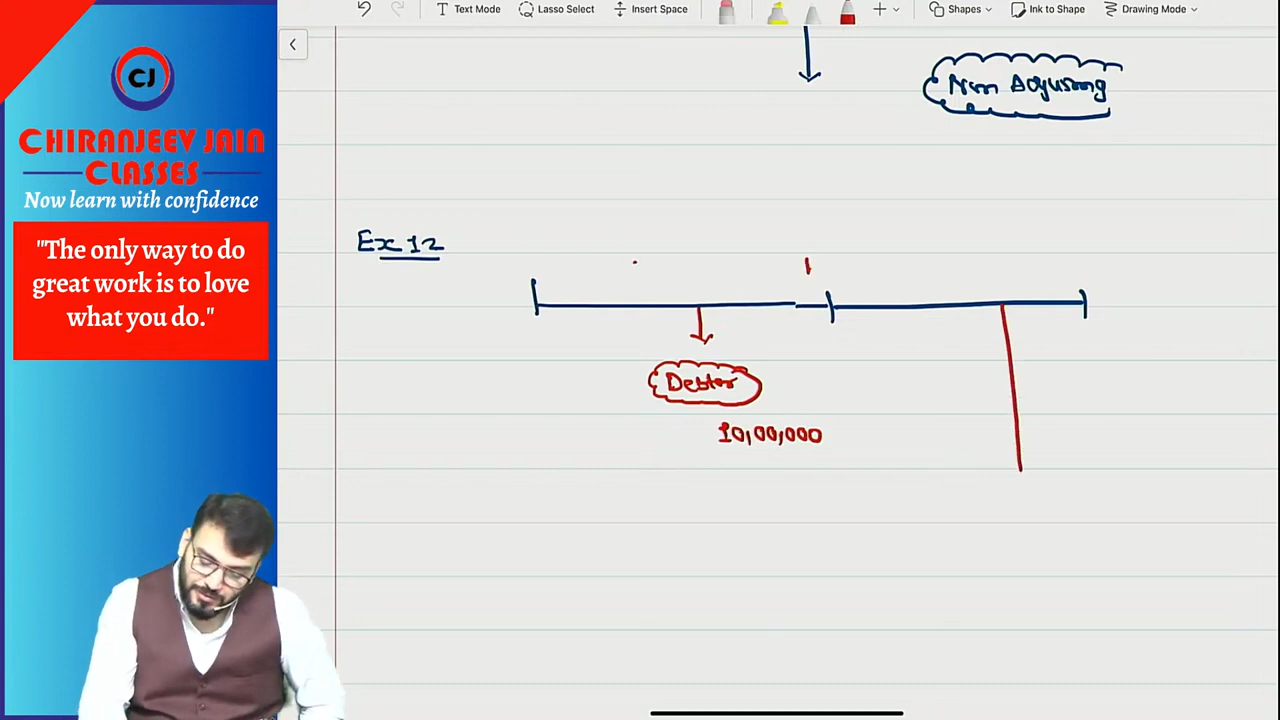 Text Mode
Lasso Select
Insert Space
Shapes
Ink to Shape
Drawing Mode
CJ
CHIRANJEEV JAIN
CLASSES
Now learn with confidence
"The only way to do
great work is to love
what you do."
Non
Ex 12
Debtor
10,00,000